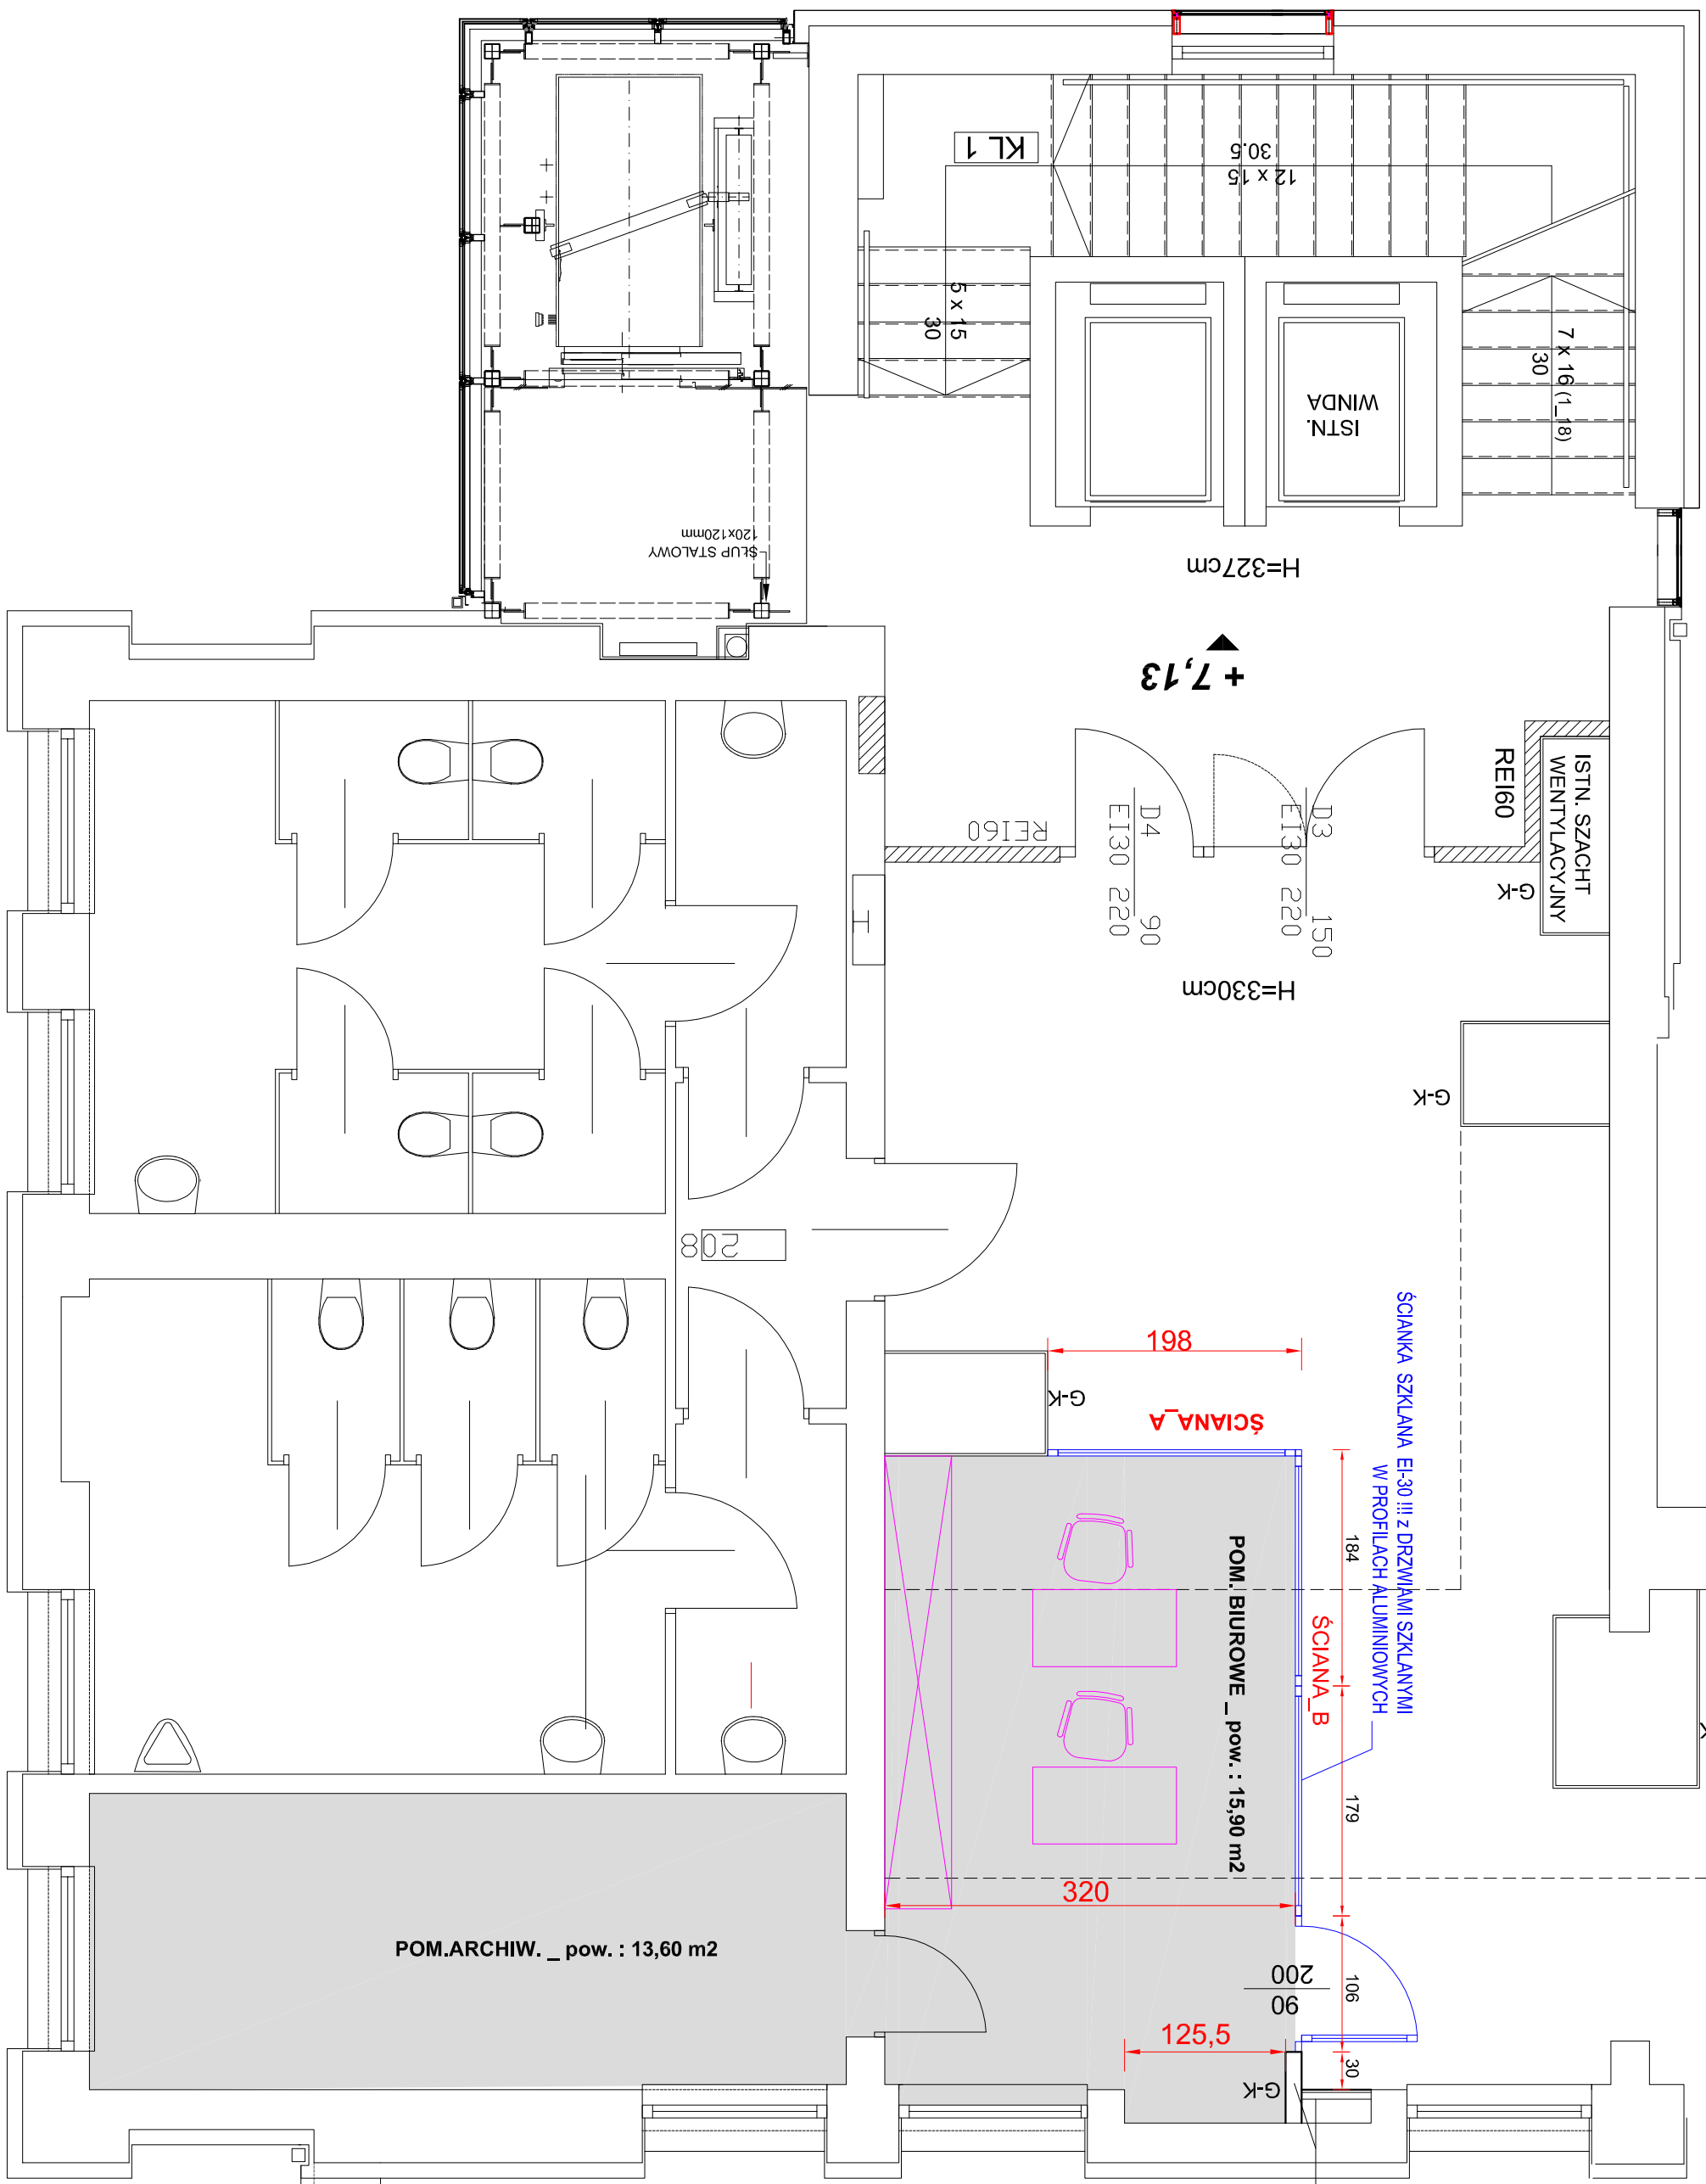 KL 1
12 x 15
30.5
5 x 15
30
7 x 16 (1_18)
30
ISTN.
WINDA
SŁUP STALOWY
120x120mm
H=327cm
+ 7,13
ISTN. SZACHT
WENTYLACYJNY
REI60
G-K
REI60
D4
90
EI30 220
D3
150
EI30 220
H=330cm
G-K
208
198
G-K
ŚCIANA_A
ŚCIANKA SZKLANA EI-30 !!! z DRZWIAMI SZKLANYMI
W PROFILACH ALUMINIOWYCH
184
ŚCIANA_B
179
POM. BIUROWE _ pow. : 15,90 m2
320
POM.ARCHIW. _ pow. : 13,60 m2
90
200
106
125,5
30
G-K